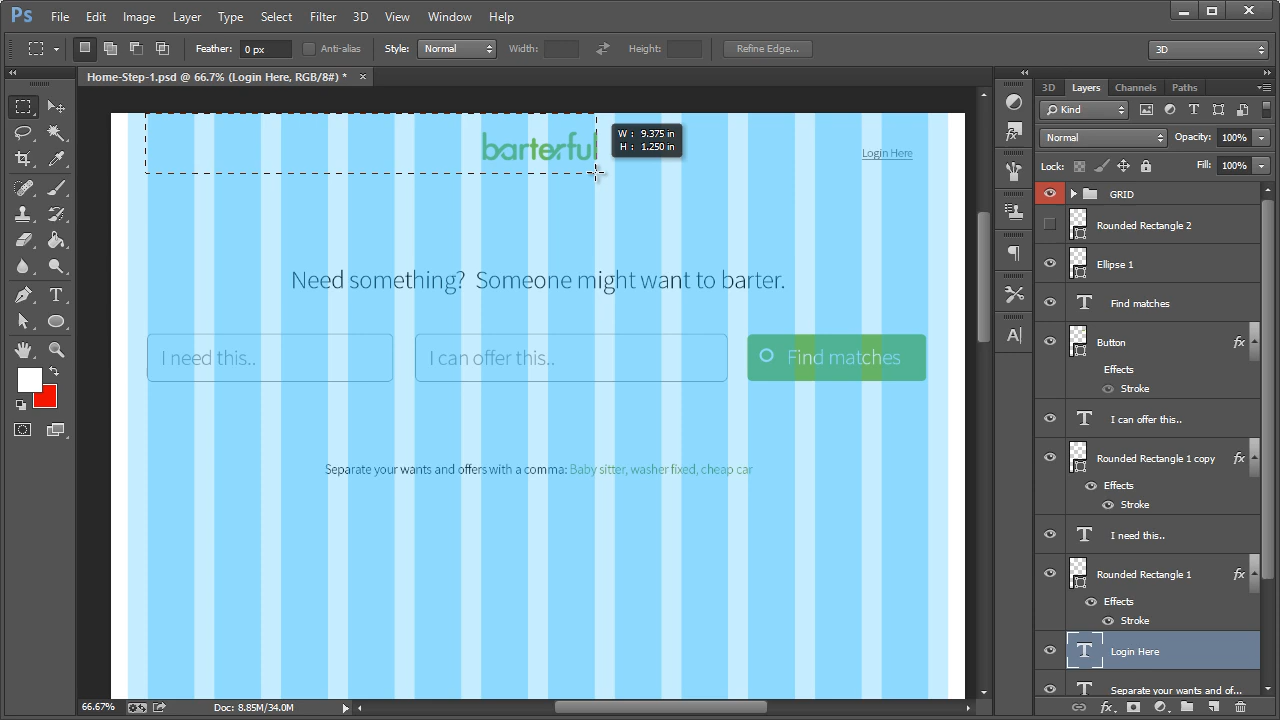 Ps File Edit Image Layer Type Select Filter 3D View Window Help
Feather: 0 px Anti-alias Style: Normal Width: Height: Refine Edge... 3D
Home-Step-1.psd @ 66.7% (Login Here, RGB/8#) * ×
3D Layers Channels Paths
Kind
Normal Opacity: 100%
Lock: Fill: 100%
barterful
W : 9.375 in
H : 1.250 in
Login Here
Need something? Someone might want to barter.
I need this..
I can offer this..
Find matches
Separate your wants and offers with a comma: Baby sitter, washer fixed, cheap car
GRID
Rounded Rectangle 2
Ellipse 1
T Find matches
Button fx
Effects
Stroke
T I can offer this..
Rounded Rectangle 1 copy fx
Effects
Stroke
T I need this..
Rounded Rectangle 1 fx
Effects
Stroke
T Login Here
T Separate your wants and of...
66.67% Doc: 8.85M/34.0M
fx